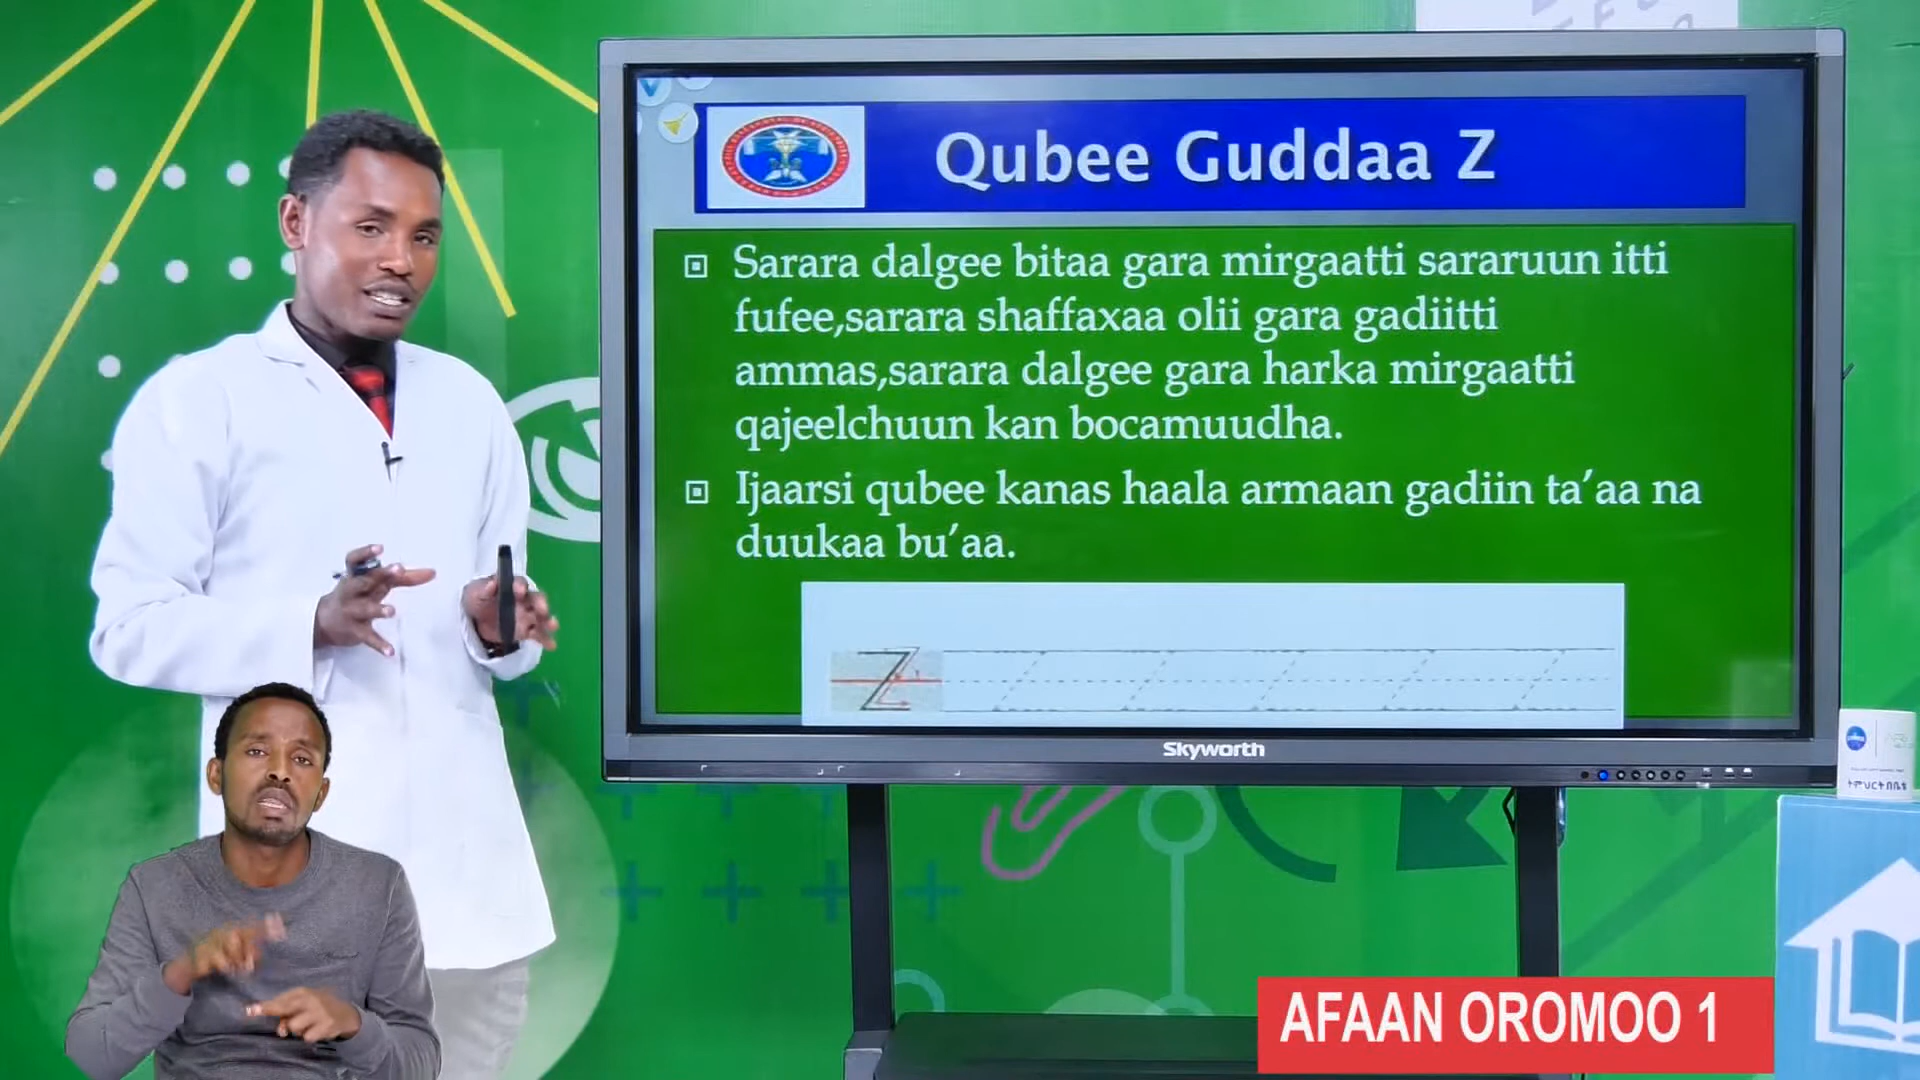 Qubee Guddaa Z
Sarara dalgee bitaa gara mirgaatti sararuun itti
fufee,sarara shaffaxaa olii gara gadiitti
ammas,sarara dalgee gara harka mirgaatti
qajeelchuun kan bocamuudha.
Ijaarsi qubee kanas haala armaan gadiin ta’aa na
duukaa bu’aa.
Z
Skyworth
AFAAN OROMOO 1